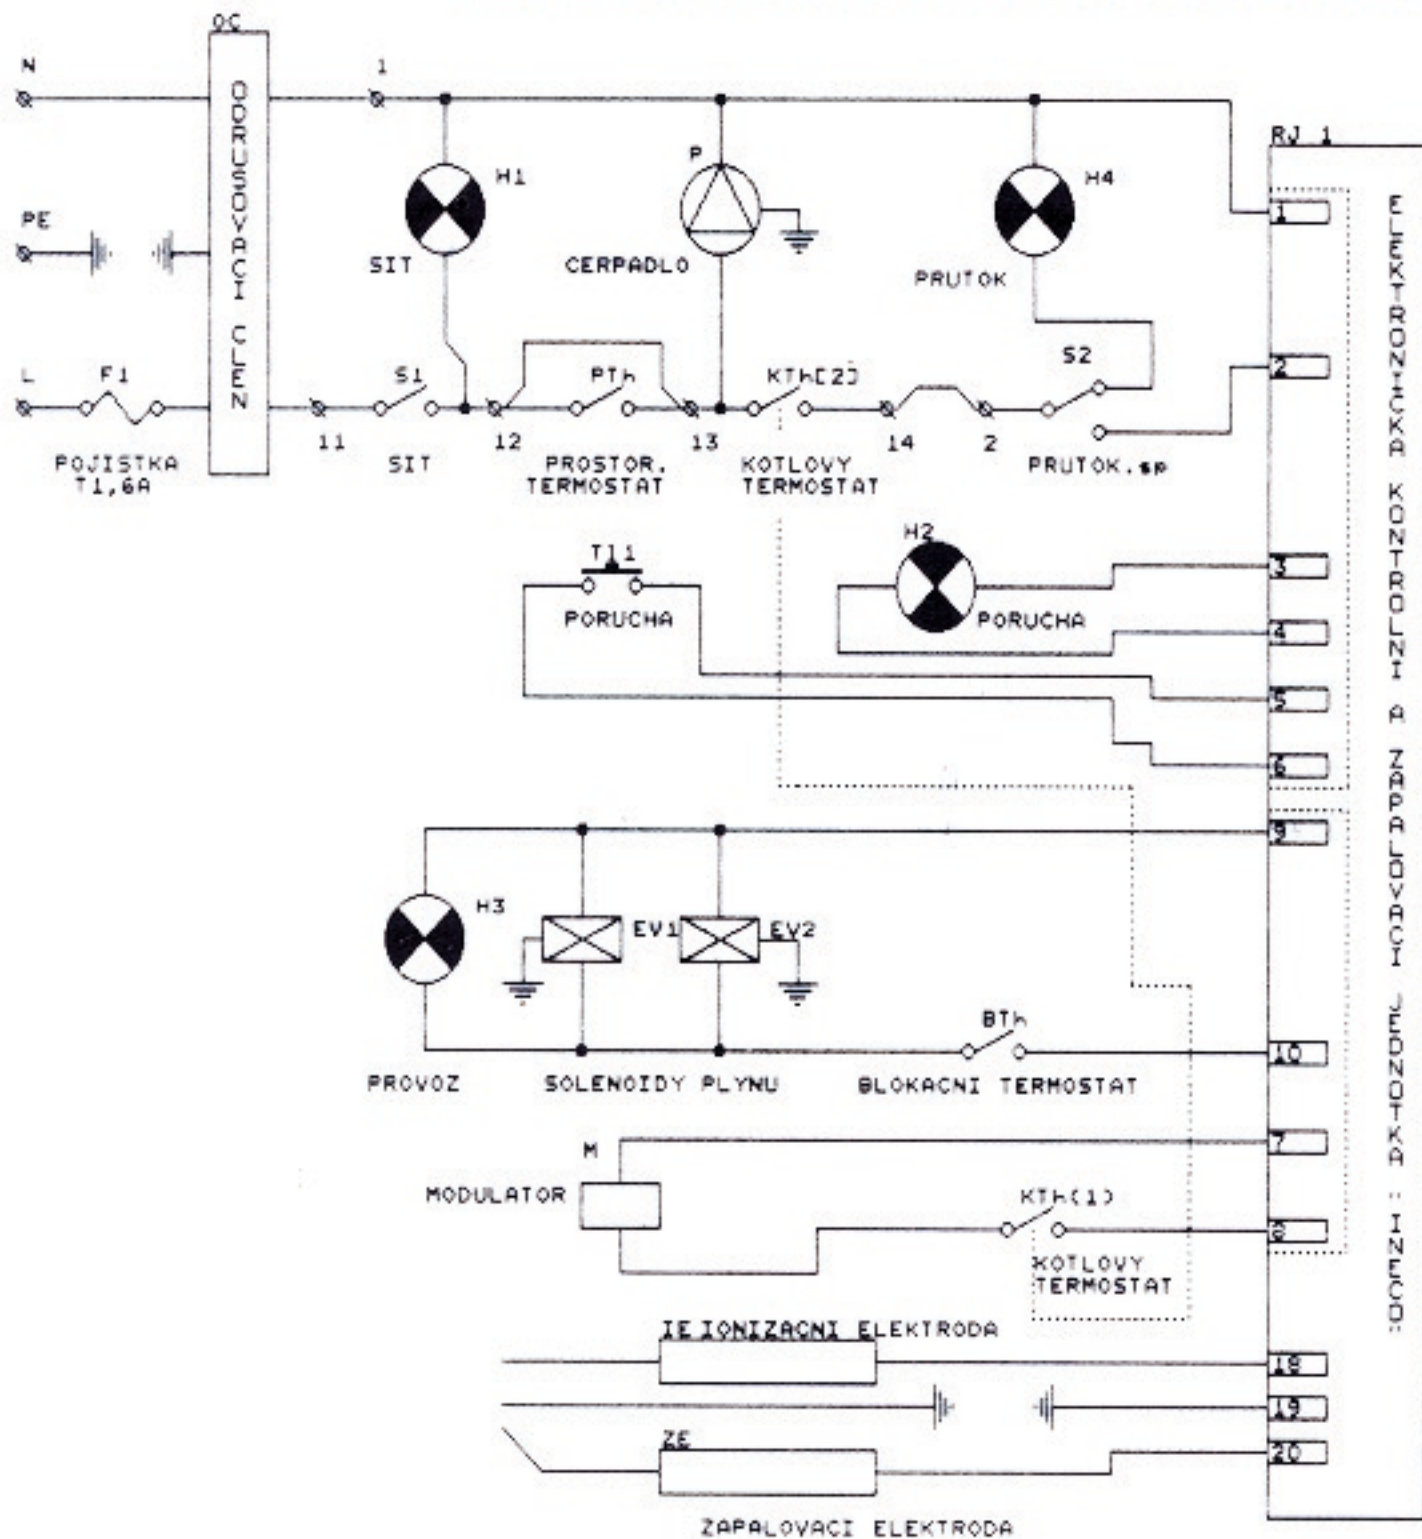 OC
N
1
ODRUSOVACI CLEN
RJ 1
P
H1
H4
1
PE
SIT
CERPADLO
PRUTOK
ELEKTRONICKA KONTROLNI A ZAPALOVACI JEDNOTKA "INECO"
S2
2
L
F1
S1
PTh
KTh(2)
11
12
13
14
2
POJISTKA
T1,6A
SIT
PROSTOR.
TERMOSTAT
KOTLOVY
TERMOSTAT
PRUTOK.sp
H2
Tl1
3
PORUCHA
PORUCHA
4
5
6
9
H3
EV1
EV2
BTh
10
PROVOZ
SOLENOIDY PLYNU
BLOKACNI TERMOSTAT
M
7
MODULATOR
KTh(1)
8
KOTLOVY
TERMOSTAT
IE IONIZACNI ELEKTRODA
18
19
ZE
20
ZAPALOVACI ELEKTRODA